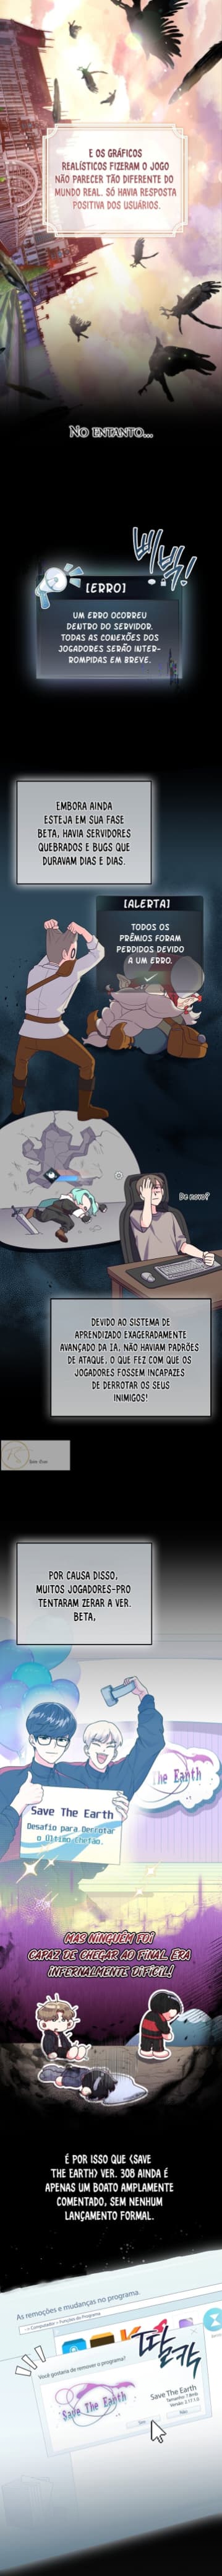 E OS GRÁFICOS
REALÍSTICOS FIZERAM O JOGO
NÃO PARECER TÃO DIFERENTE DO
MUNDO REAL. SÓ HAVIA RESPOSTA
POSITIVA DOS USUÁRIOS.
NO ENTANTO...
[ERRO]
UM ERRO OCORREU
DENTRO DO SERVIDOR.
TODAS AS CONEXÕES DOS
JOGADORES SERÃO INTER-
ROMPIDAS EM BREVE.
EMBORA AINDA
ESTEJA EM SUA FASE
BETA, HAVIA SERVIDORES
QUEBRADOS E BUGS QUE
DURAVAM DIAS E DIAS.
[ALERTA]
TODOS OS
PRÊMIOS FORAM
PERDIDOS DEVIDO
A UM ERRO.
De novo?
DEVIDO AO SISTEMA DE
APRENDIZADO EXAGERADAMENTE
AVANÇADO DA IA, NÃO HAVIAM PADRÕES
DE ATAQUE, O QUE FEZ COM QUE OS
JOGADORES FOSSEM INCAPAZES
DE DERROTAR OS SEUS
INIMIGOS!
POR CAUSA DISSO,
MUITOS JOGADORES-PRO
TENTARAM ZERAR A VER.
BETA,
The Earth
Save The Earth
Desafio para Derrotar
o Último Chefão.
MAS NINGUÉM FOI
CAPAZ DE CHEGAR AO FINAL. ERA
INFERNALMENTE DIFÍCIL!
É POR ISSO QUE <SAVE
THE EARTH> VER. 308 AINDA É
APENAS UM BOATO AMPLAMENTE
COMENTADO, SEM NENHUM
LANÇAMENTO FORMAL.
As remoções e mudanças no programa.
Computador > Funções do Programa
Você gostaria de remover o programa?
Save The Earth
Save The Earth